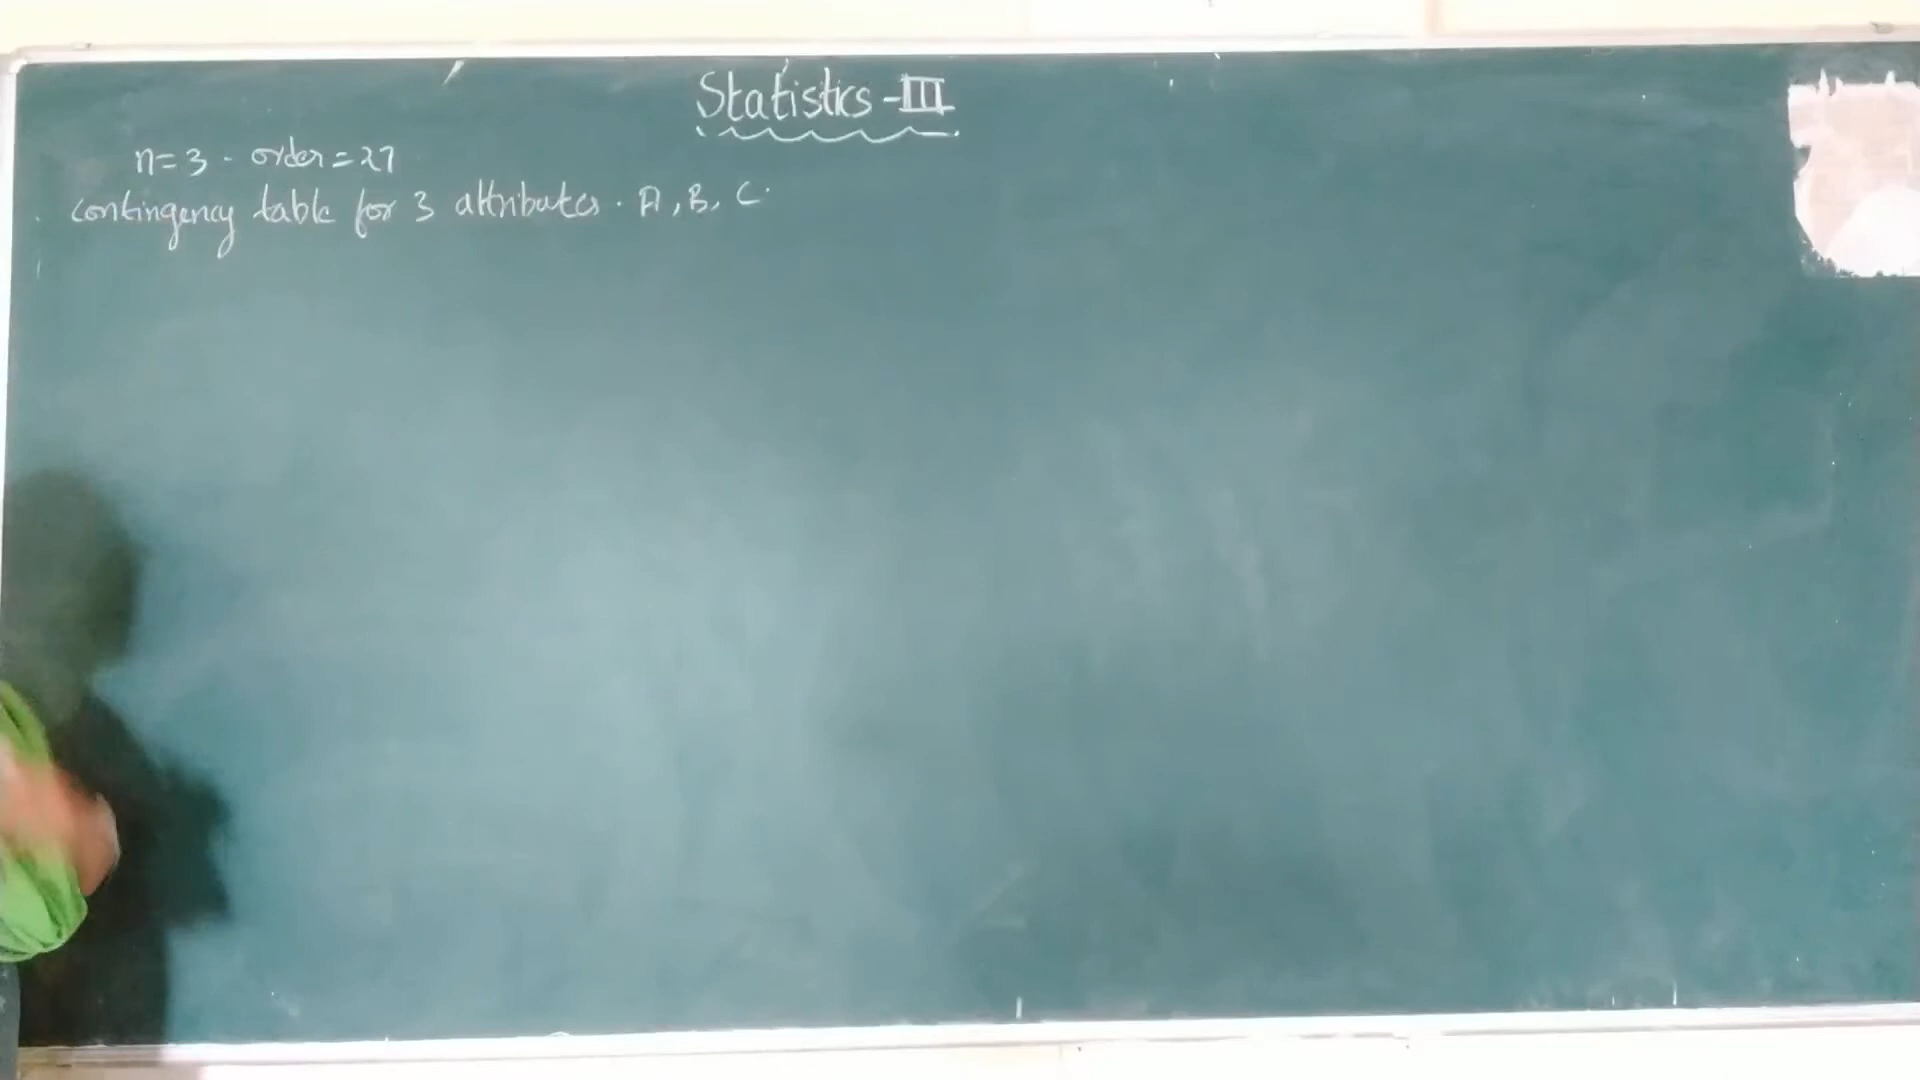 Statistics-III
n=3 - order=27
contingency table for 3 attributes. A, B, C.